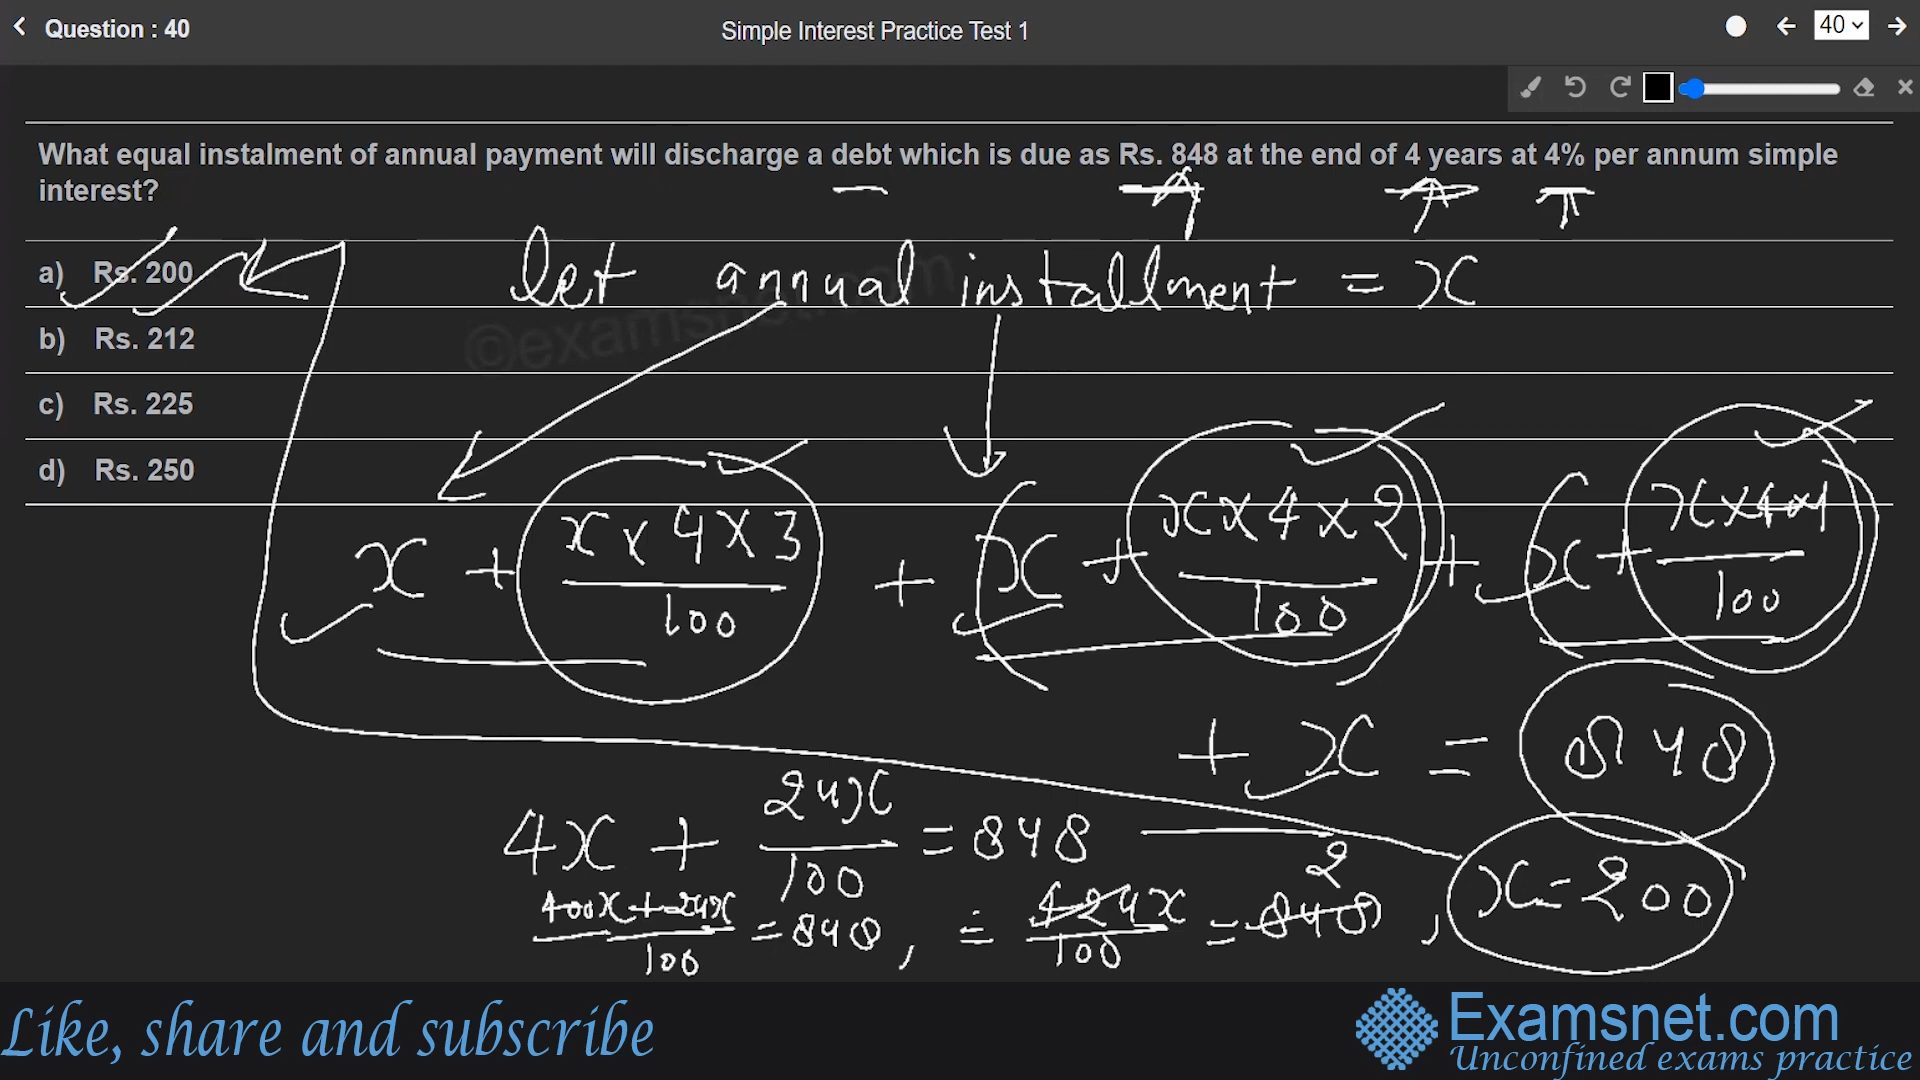 Question : 40
Simple Interest Practice Test 1
40
What equal instalment of annual payment will discharge a debt which is due as Rs. 848 at the end of 4 years at 4% per annum simple
interest?
a) Rs. 200
let annual installment = x
©examsnet.com
b) Rs. 212
c) Rs. 225
d) Rs. 250
x + x × 4 × 3 / 100 + (x + x × 4 × 2 / 100) + (x + x × 4 × 1 / 100)
+ x = 848
4x + 24x / 100 = 848
400x + 24x / 100 = 848, = 424x / 100 = 848 2, x = 200
Like, share and subscribe
Examsnet.com
Unconfined exams practice